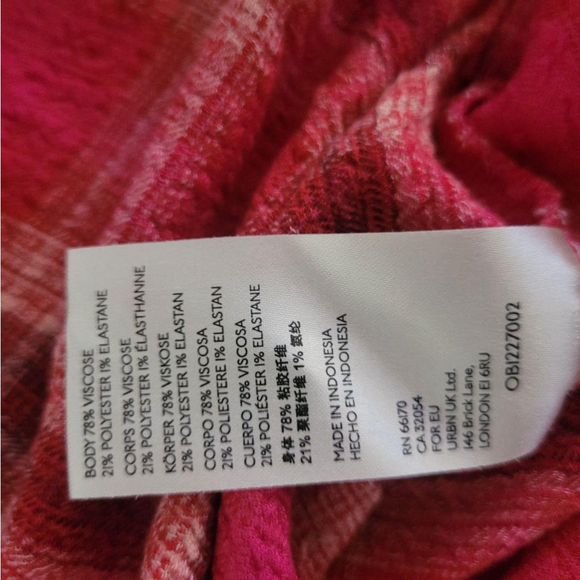 BODY 78% VISCOSE
21% POLYESTER 1% ELASTANE
CORPS 78% VISCOSE
21% POLYESTER 1% ÉLASTHANNE
KÖRPER 78% VISKOSE
21% POLYESTER 1% ELASTAN
CORPO 78% VISCOSA
21% POLIESTERE 1% ELASTAN
CUERPO 78% VISCOSA
21% POLIÉSTER 1% ELASTANE
身体 78% 粘胶纤维
21% 聚酯纤维 1% 氨纶
MADE IN INDONESIA
HECHO EN INDONESIA
RN 66170
CA 32054
FOR EU
URBN UK Ltd.
146 Brick Lane,
LONDON E1 6RU
OB1227002